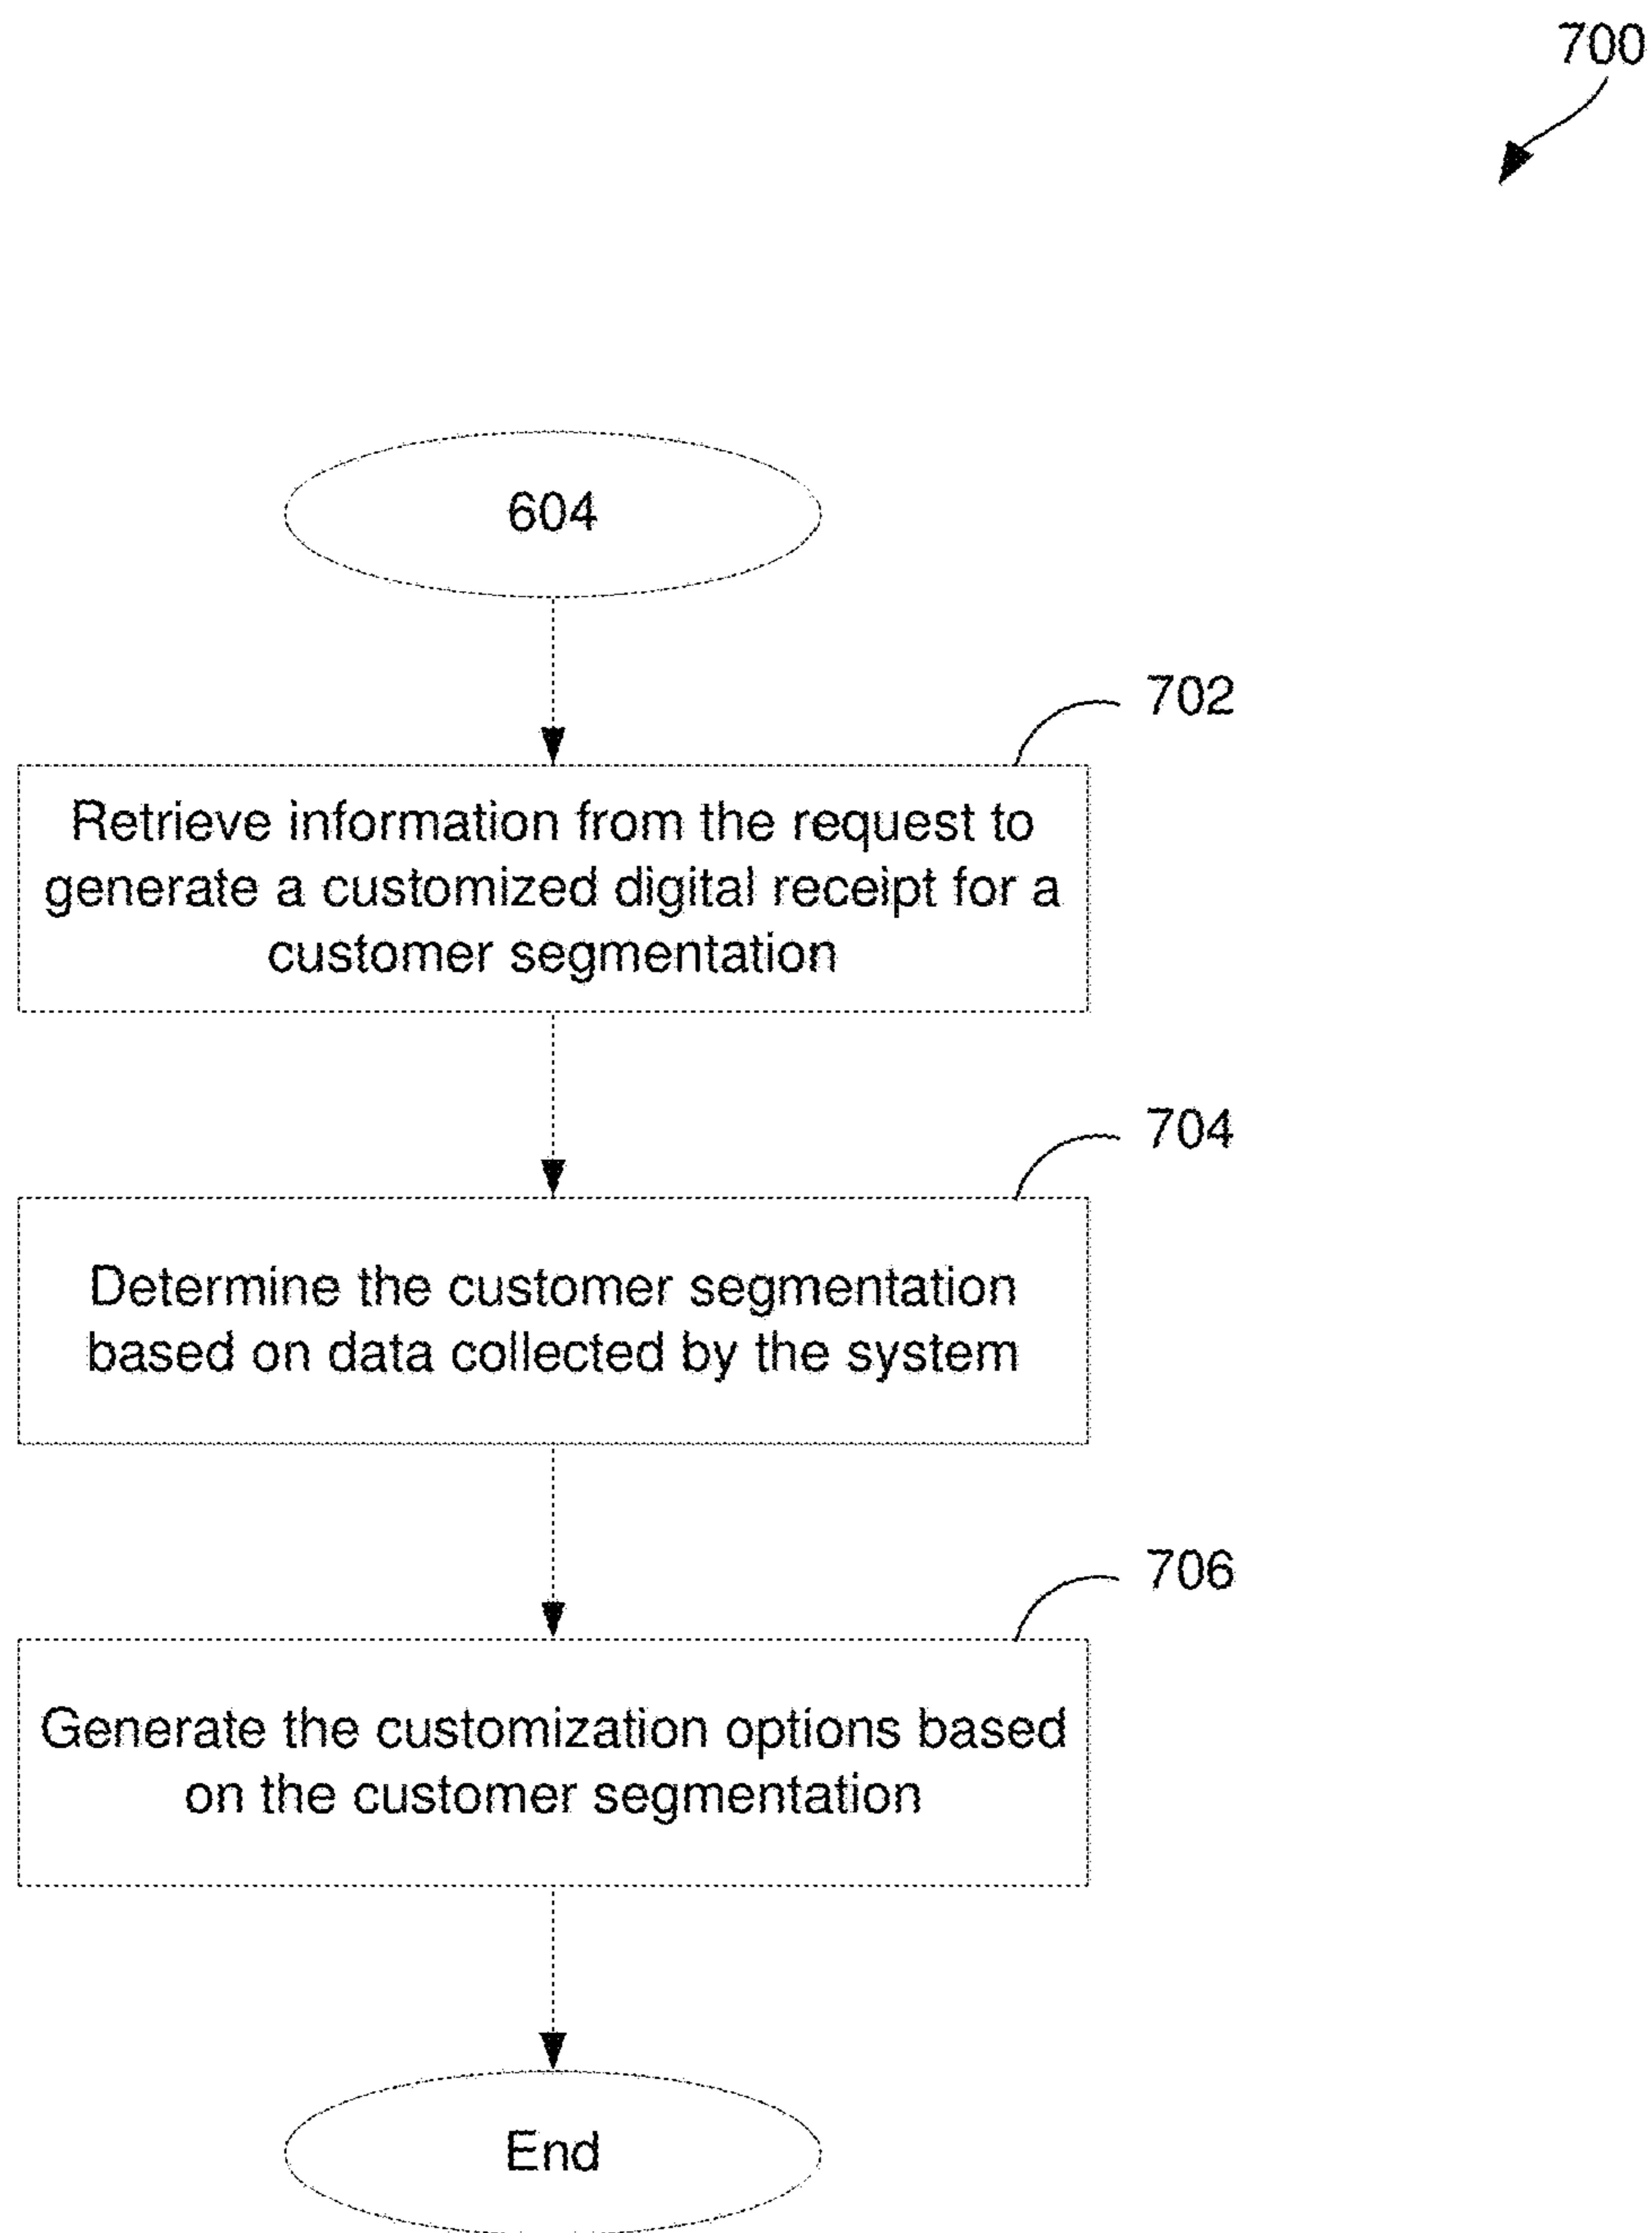 700
604
702
Retrieve information from the request to
generate a customized digital receipt for a
customer segmentation
704
Determine the customer segmentation
based on data collected by the system
706
Generate the customization options based
on the customer segmentation
End